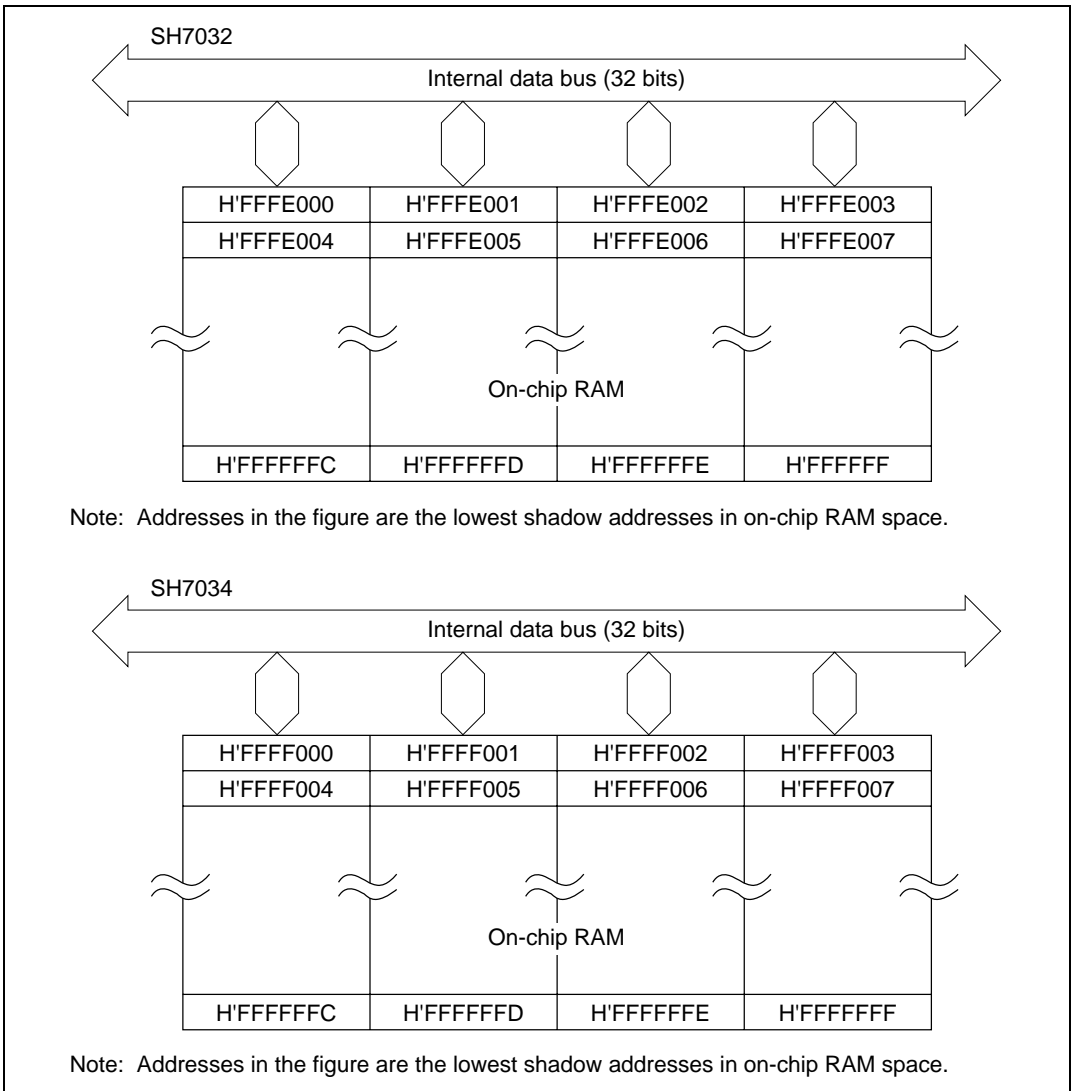 SH7032
Internal data bus (32 bits)
H'FFFE000 H'FFFE001 H'FFFE002 H'FFFE003
H'FFFE004 H'FFFE005 H'FFFE006 H'FFFE007
On-chip RAM
H'FFFFFFC H'FFFFFFD H'FFFFFFE H'FFFFFF
Note: Addresses in the figure are the lowest shadow addresses in on-chip RAM space.
SH7034
Internal data bus (32 bits)
H'FFFF000 H'FFFF001 H'FFFF002 H'FFFF003
H'FFFF004 H'FFFF005 H'FFFF006 H'FFFF007
On-chip RAM
H'FFFFFFC H'FFFFFFD H'FFFFFFE H'FFFFFFF
Note: Addresses in the figure are the lowest shadow addresses in on-chip RAM space.